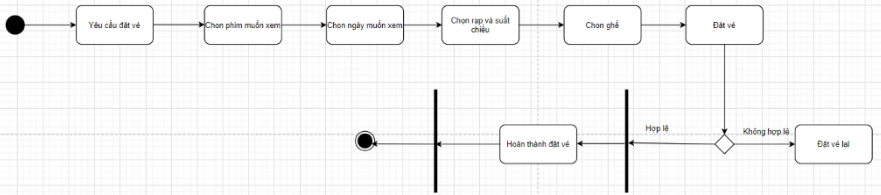 Yêu cầu đặt vé
Chọn phim muốn xem
Chọn ngày muốn xem
Chọn rạp và suất
chiếu
Chọn ghế
Đặt vé
Hợp lệ
Không hợp lệ
Hoàn thành đặt vé
Đặt vé lại